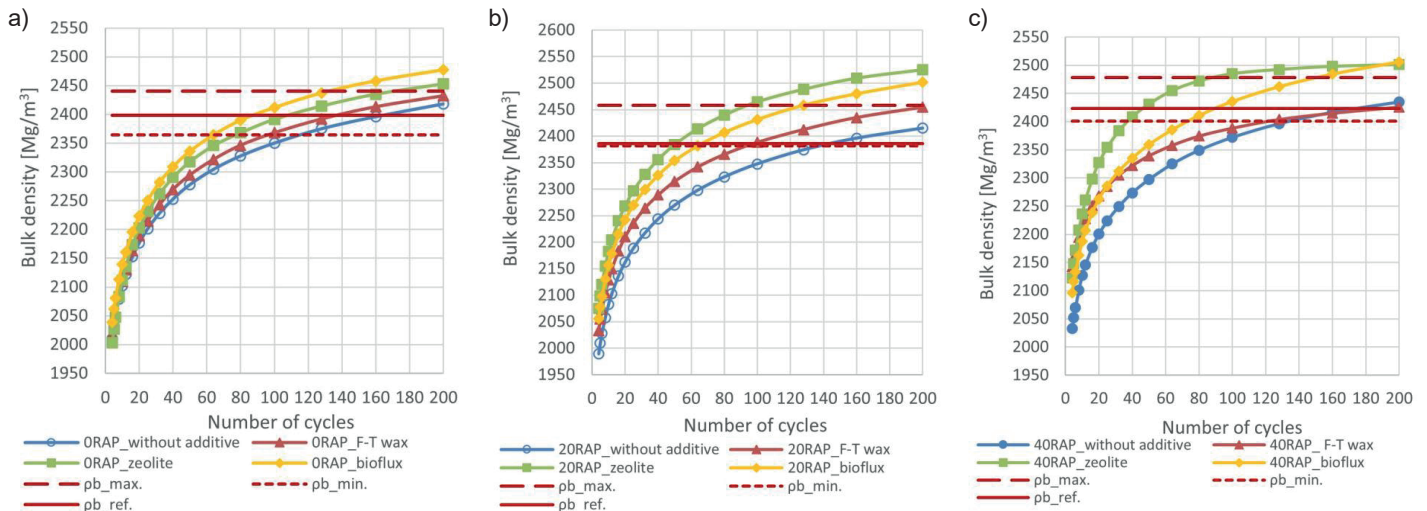 a)
2550
2500
2450
2400
2350
2300
2250
2200
2150
2100
2050
2000
1950
Bulk density [Mg/m³]
0 20 40 60 80 100 120 140 160 180 200
Number of cycles
0RAP_without additive 0RAP_F-T wax
0RAP_zeolite 0RAP_bioflux
ρb_max. ρb_min.
ρb_ref.
b)
2600
2550
2500
2450
2400
2350
2300
2250
2200
2150
2100
2050
2000
1950
Bulk density [Mg/m³]
0 20 40 60 80 100 120 140 160 180 200
Number of cycles
20RAP_without additive 20RAP_F-T wax
20RAP_zeolite 20RAP_bioflux
ρb_max. ρb_min.
ρb_ref.
c)
2550
2500
2450
2400
2350
2300
2250
2200
2150
2100
2050
2000
1950
Bulk density [Mg/m³]
0 20 40 60 80 100 120 140 160 180 200
Number of cycles
40RAP_without additive 40RAP_F-T wax
40RAP_zeolite 40RAP_bioflux
ρb_max. ρb_min.
ρb_ref.